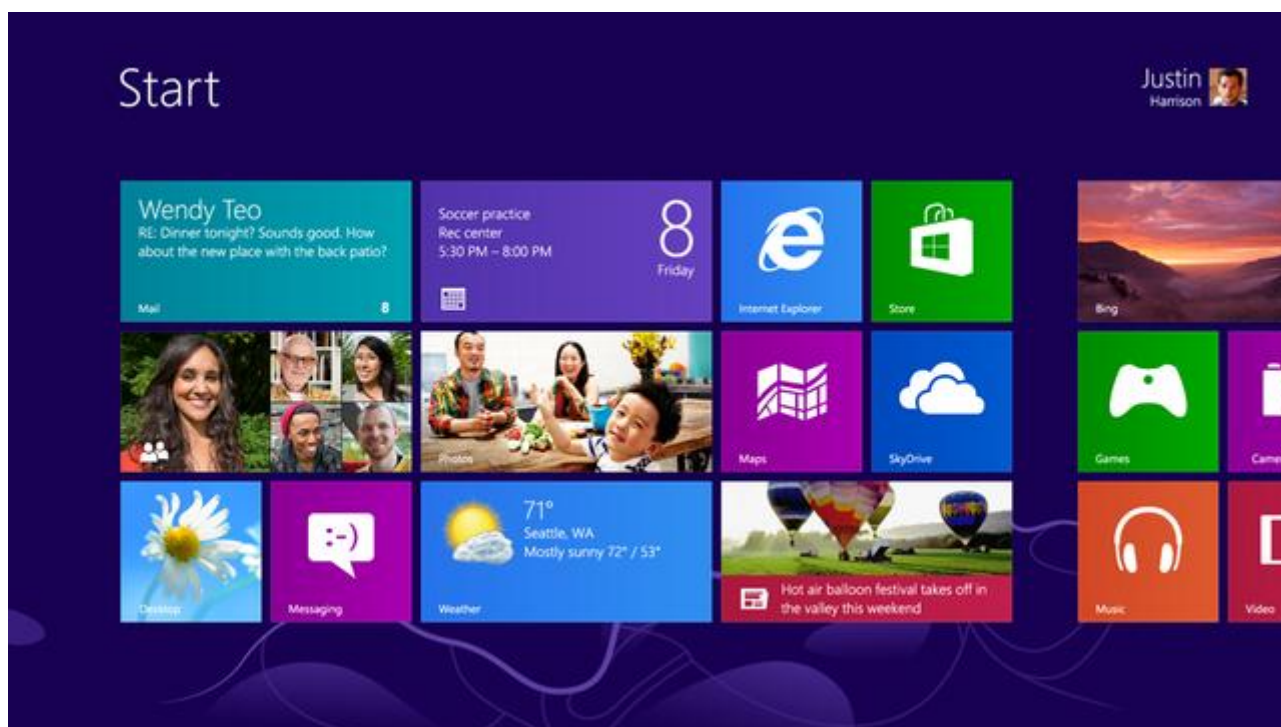 Start
Justin
Harrison
Wendy Teo
RE: Dinner tonight? Sounds good. How
about the new place with the back patio?
Mail
8
Soccer practice
Rec center
5:30 PM – 8:00 PM
8
Friday
Internet Explorer
Store
Bing
Photos
Maps
SkyDrive
Games
Came
Desktop
:-)
Messaging
71°
Seattle, WA
Mostly sunny 72° / 53°
Weather
Hot air balloon festival takes off in
the valley this weekend
Music
Video